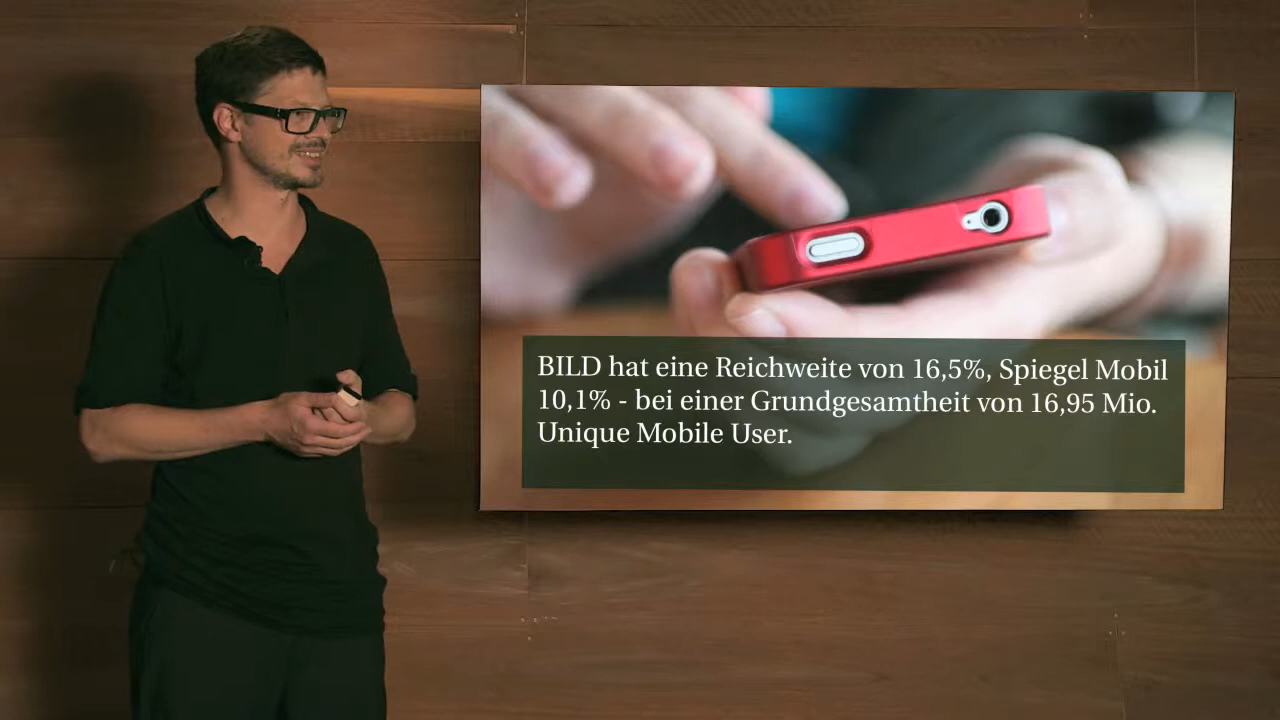 BILD hat eine Reichweite von 16,5%, Spiegel Mobil
10,1% - bei einer Grundgesamtheit von 16,95 Mio.
Unique Mobile User.